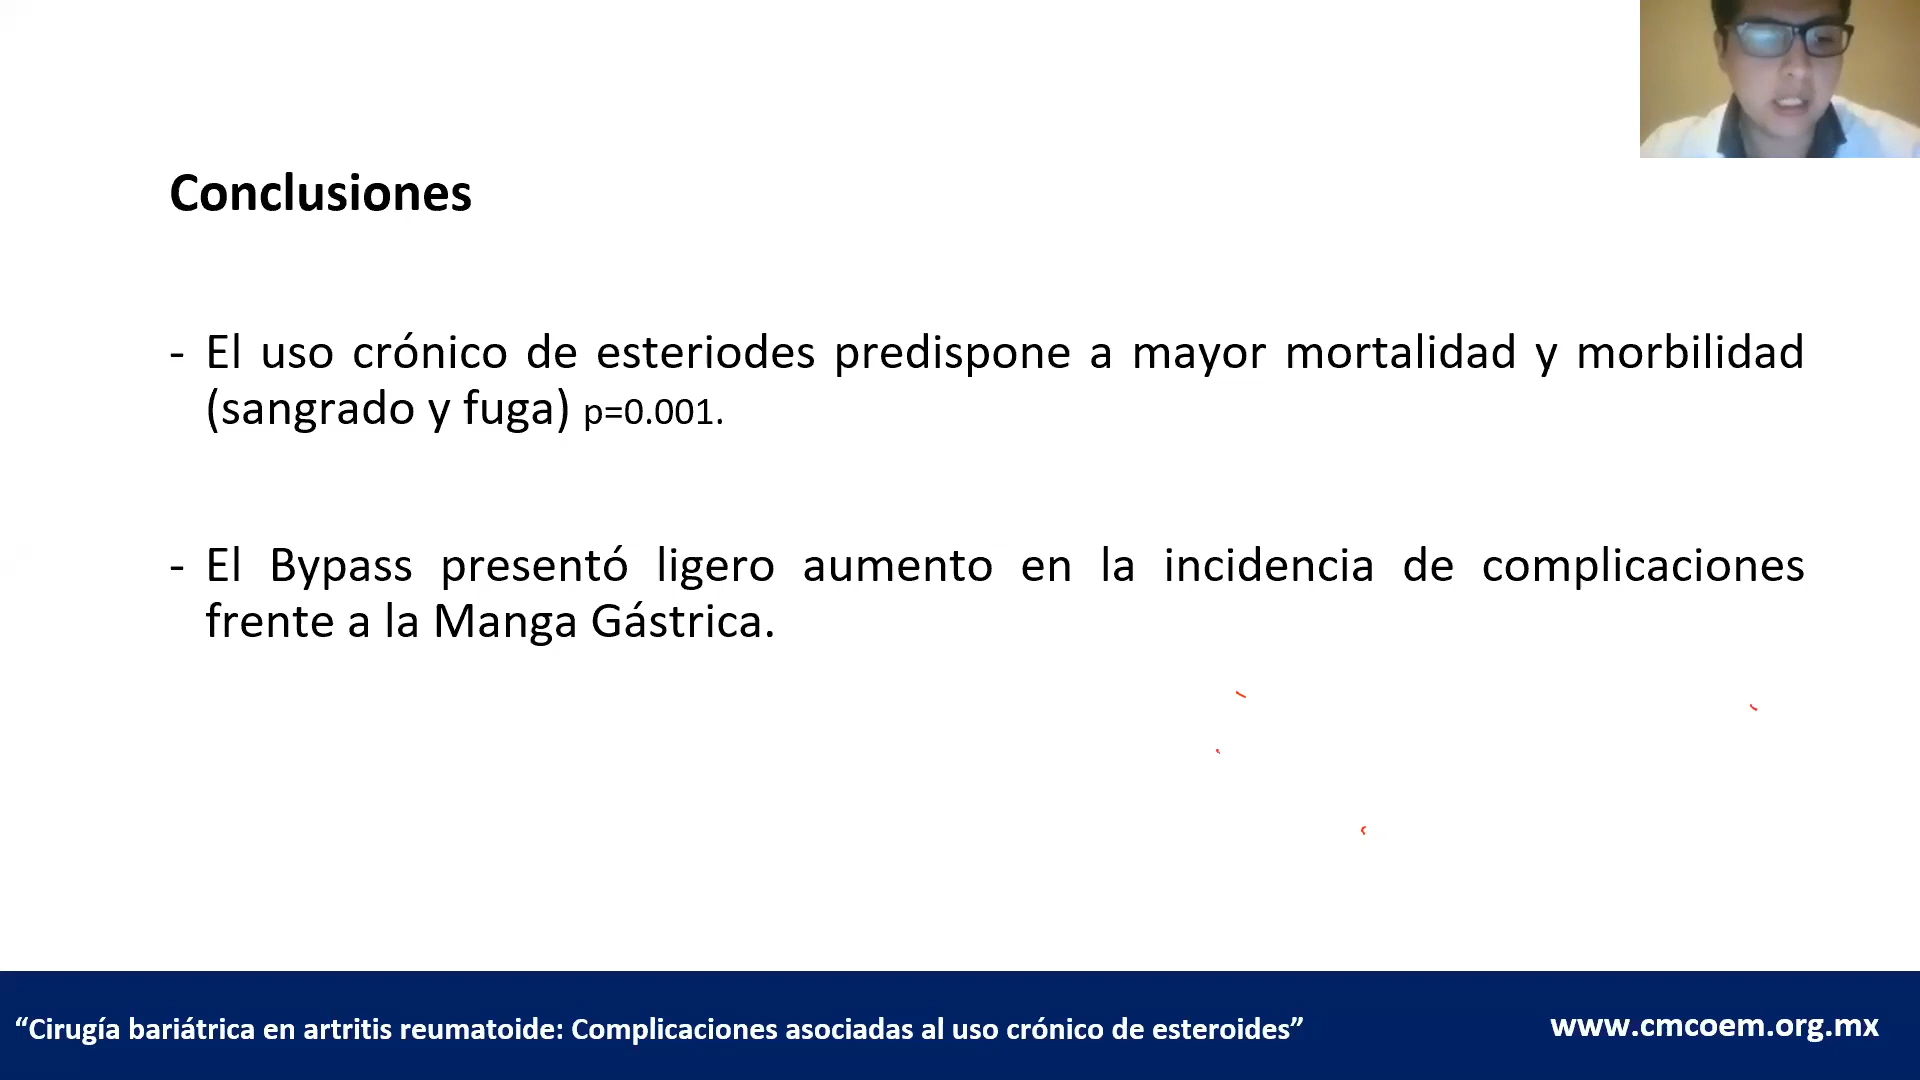 Conclusiones
- El uso crónico de esteriodes predispone a mayor mortalidad y morbilidad
(sangrado y fuga) p=0.001.
- El Bypass presentó ligero aumento en la incidencia de complicaciones
frente a la Manga Gástrica.
“Cirugía bariátrica en artritis reumatoide: Complicaciones asociadas al uso crónico de esteroides”
www.cmcoem.org.mx